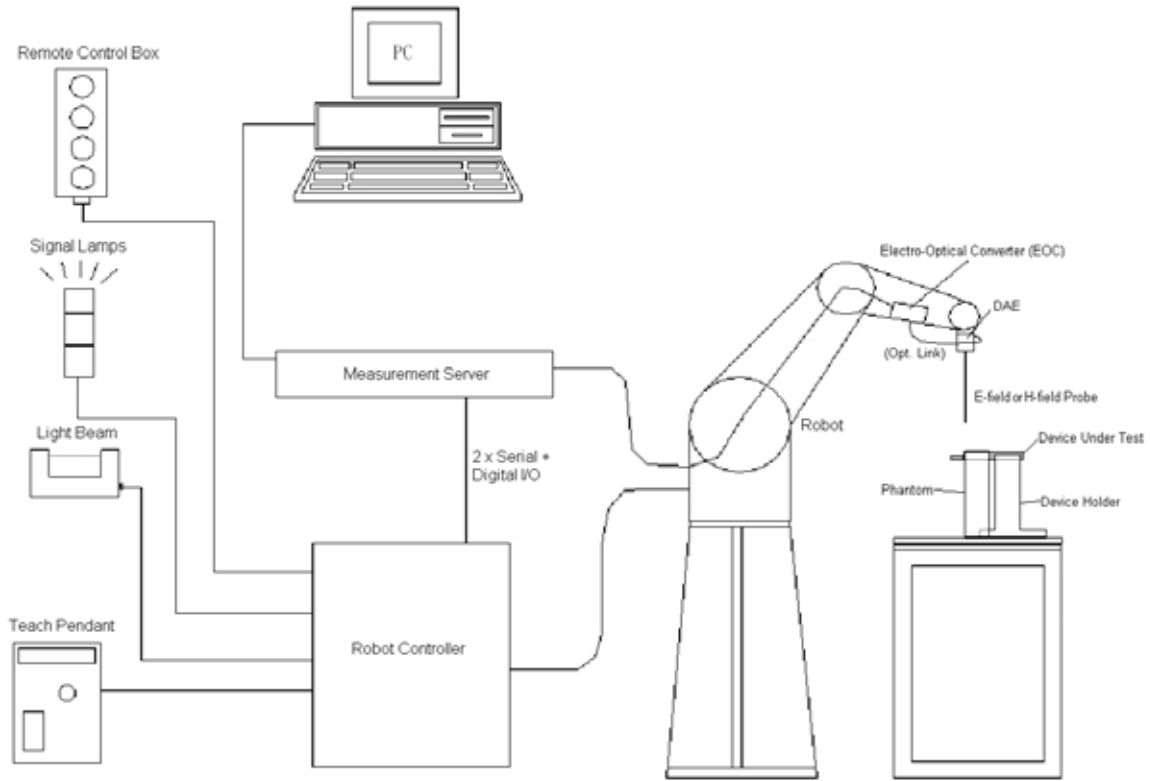 Remote Control Box
PC
Signal Lamps
Electro-Optical Converter (EOC)
DAE
(Opt. Link)
Measurement Server
E-field or H-field Probe
Robot
Light Beam
Device Under Test
2 x Serial +
Digital I/O
Phantom
Device Holder
Teach Pendant
Robot Controller